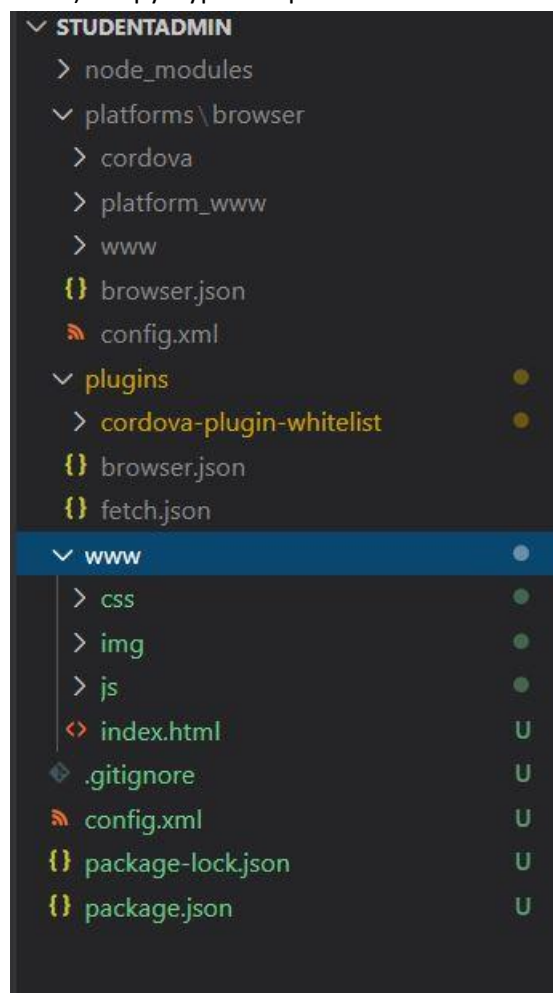 STUDENTADMIN
node_modules
platforms\browser
cordova
platform_www
www
{} browser.json
config.xml
plugins
cordova-plugin-whitelist
{} browser.json
{} fetch.json
www
css
img
js
<> index.html U
.gitignore U
config.xml U
{} package-lock.json U
{} package.json U